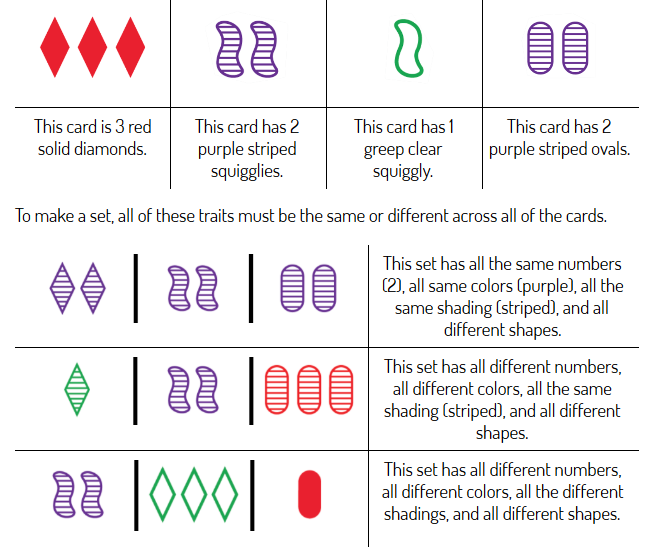 This card is 3 red
solid diamonds.
This card has 2
purple striped
squigglies.
This card has 1
greep clear
squiggly.
This card has 2
purple striped ovals.
To make a set, all of these traits must be the same or different across all of the cards.
This set has all the same numbers
(2), all same colors (purple), all the
same shading (striped), and all
different shapes.
This set has all different numbers,
all different colors, all the same
shading (striped), and all different
shapes.
This set has all different numbers,
all different colors, all the different
shadings, and all different shapes.